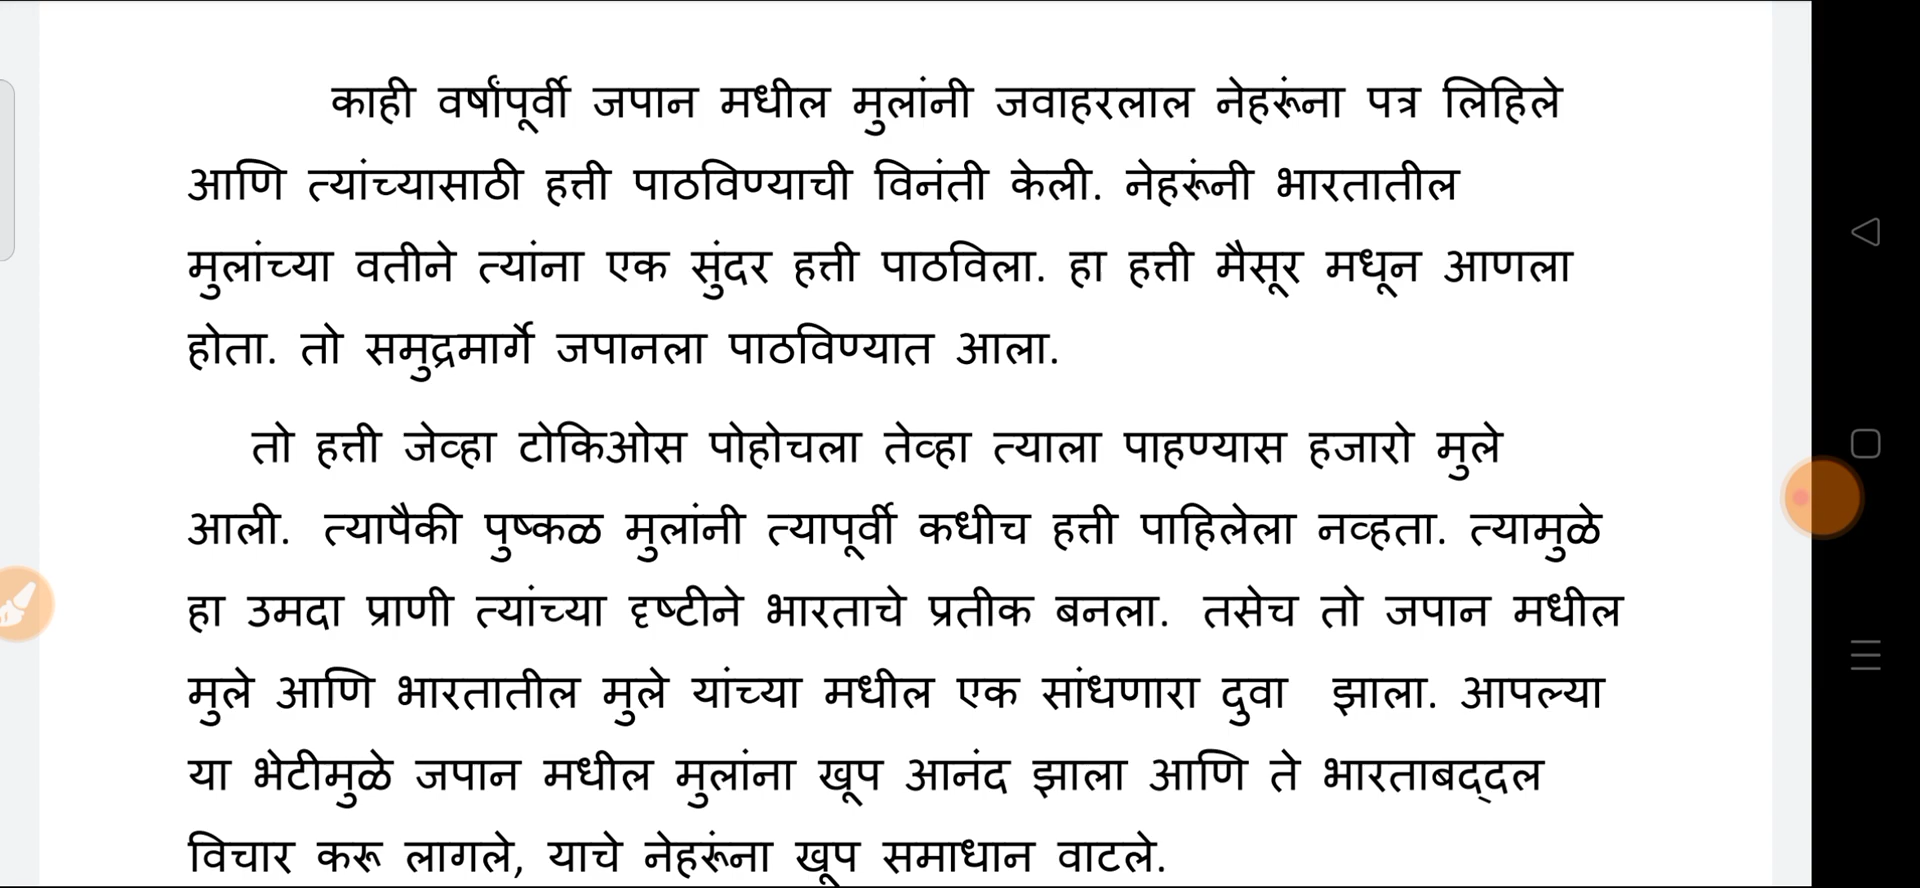 काही वर्षांपूर्वी जपान मधील मुलांनी जवाहरलाल नेहरूंना पत्र लिहिले
आणि त्यांच्यासाठी हत्ती पाठविण्याची विनंती केली. नेहरूंनी भारतातील
मुलांच्या वतीने त्यांना एक सुंदर हत्ती पाठविला. हा हत्ती मैसूर मधून आणला
होता. तो समुद्रमार्गे जपानला पाठविण्यात आला.
तो हत्ती जेव्हा टोकिओस पोहोचला तेव्हा त्याला पाहण्यास हजारो मुले
आली. त्यापैकी पुष्कळ मुलांनी त्यापूर्वी कधीच हत्ती पाहिलेला नव्हता. त्यामुळे
हा उमदा प्राणी त्यांच्या दृष्टीने भारताचे प्रतीक बनला. तसेच तो जपान मधील
मुले आणि भारतातील मुले यांच्या मधील एक सांधणारा दुवा झाला. आपल्या
या भेटीमुळे जपान मधील मुलांना खूप आनंद झाला आणि ते भारताबद्‌दल
विचार करू लागले, याचे नेहरूंना खूप समाधान वाटले.